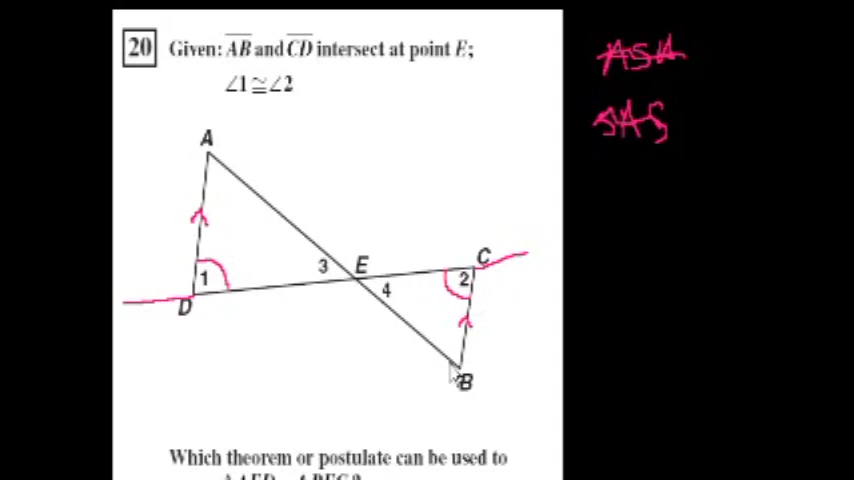 20 Given: AB and CD intersect at point E;
∠1≅∠2
ASA
SAS
A
3 E C
1 4 2
D
B
Which theorem or postulate can be used to